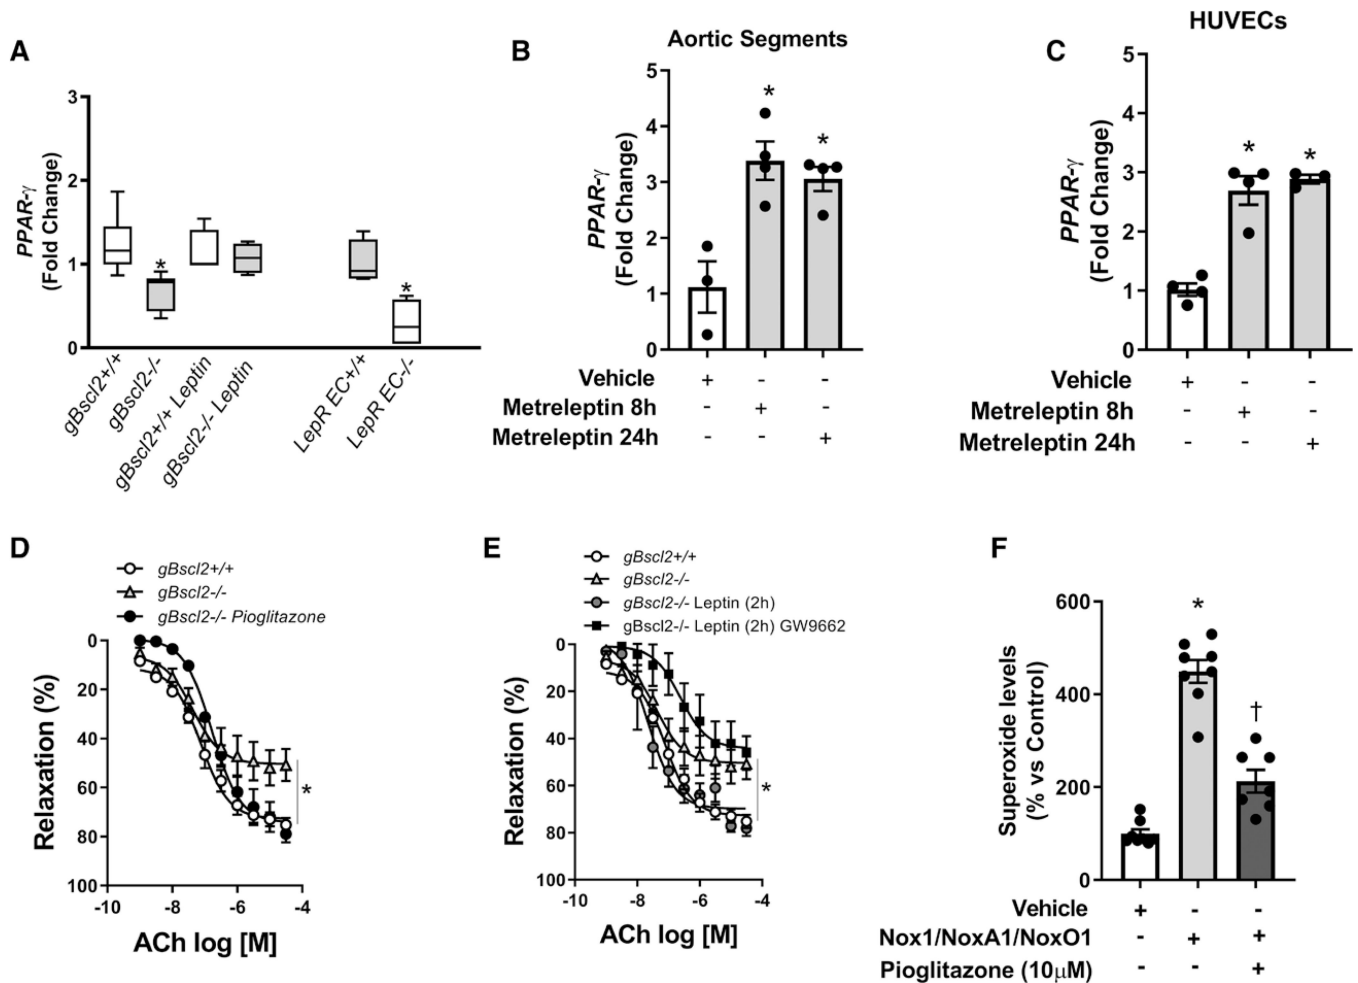 A
3
2
1
0
PPAR-γ
(Fold Change)
*
*
gBscl2+/+
gBscl2-/-
gBscl2+/+ Leptin
gBscl2-/- Leptin
LepR EC+/+
LepR EC-/-
B
Aortic Segments
5
4
3
2
1
0
PPAR-γ
(Fold Change)
*
*
Vehicle + - -
Metreleptin 8h - + -
Metreleptin 24h - - +
C
HUVECs
5
4
3
2
1
0
PPAR-γ
(Fold Change)
*
*
Vehicle + - -
Metreleptin 8h - + -
Metreleptin 24h - - +
D
gBscl2+/+
gBscl2-/-
gBscl2-/- Pioglitazone
0
20
40
60
80
100
Relaxation (%)
*
-10 -8 -6 -4
ACh log [M]
E
gBscl2+/+
gBscl2-/-
gBscl2-/- Leptin (2h)
gBscl2-/- Leptin (2h) GW9662
0
20
40
60
80
100
Relaxation (%)
*
-10 -8 -6 -4
ACh log [M]
F
600
400
200
0
Superoxide levels
(% vs Control)
*
†
Vehicle + - -
Nox1/NoxA1/NoxO1 - + +
Pioglitazone (10μM) - - +